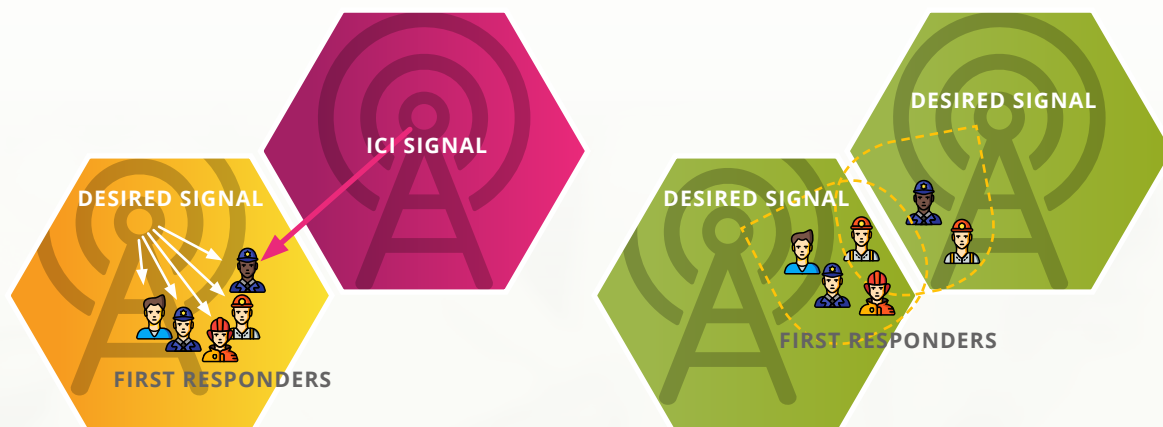 DESIRED SIGNAL
ICI SIGNAL
FIRST RESPONDERS
DESIRED SIGNAL
DESIRED SIGNAL
FIRST RESPONDERS